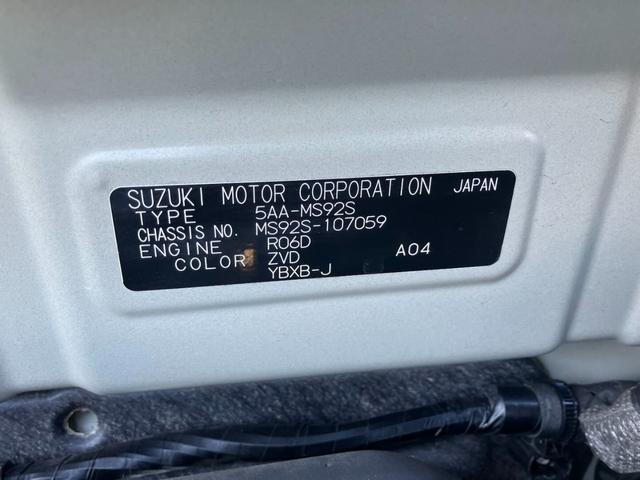 SUZUKI MOTOR CORPORATION JAPAN
TYPE 5AA-MS92S
CHASSIS NO. MS92S-107059
ENGINE R06D
COLOR ZVD A04
YBXB-J